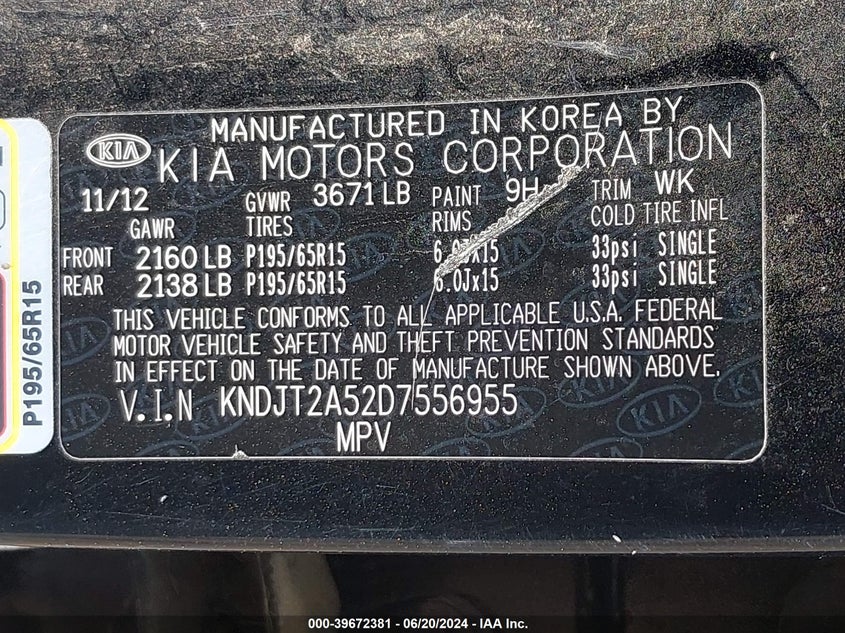 MANUFACTURED IN KOREA BY
KIA KIA MOTORS CORPORATION
11/12 GVWR 3671 LB PAINT 9H TRIM WK
GAWR TIRES RIMS COLD TIRE INFL
FRONT 2160 LB P195/65R15 6.0Jx15 33psi SINGLE
REAR 2138 LB P195/65R15 6.0Jx15 33psi SINGLE
THIS VEHICLE CONFORMS TO ALL APPLICABLE U.S.A. FEDERAL
MOTOR VEHICLE SAFETY AND THEFT PREVENTION STANDARDS
IN EFFECT ON THE DATE OF MANUFACTURE SHOWN ABOVE.
V.I.N KNDJT2A52D7556955
MPV
P195/65R15
000-39672381 - 06/20/2024 - IAA Inc.